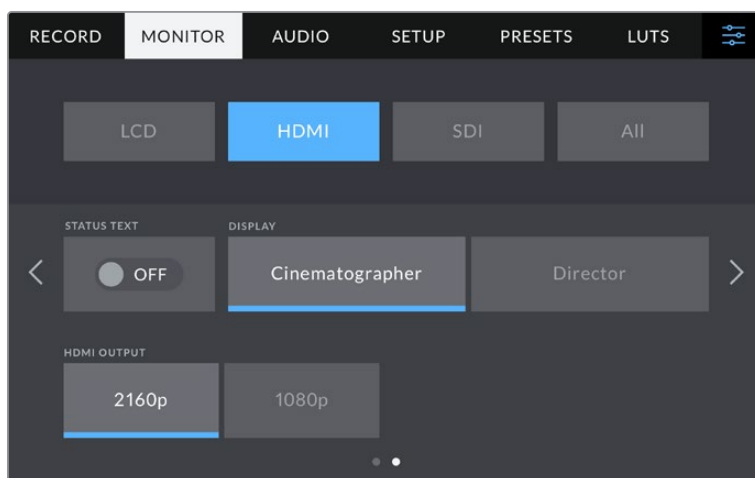 RECORD MONITOR AUDIO SETUP PRESETS LUTS
LCD HDMI SDI All
STATUS TEXT DISPLAY
OFF Cinematographer Director
HDMI OUTPUT
2160p 1080p